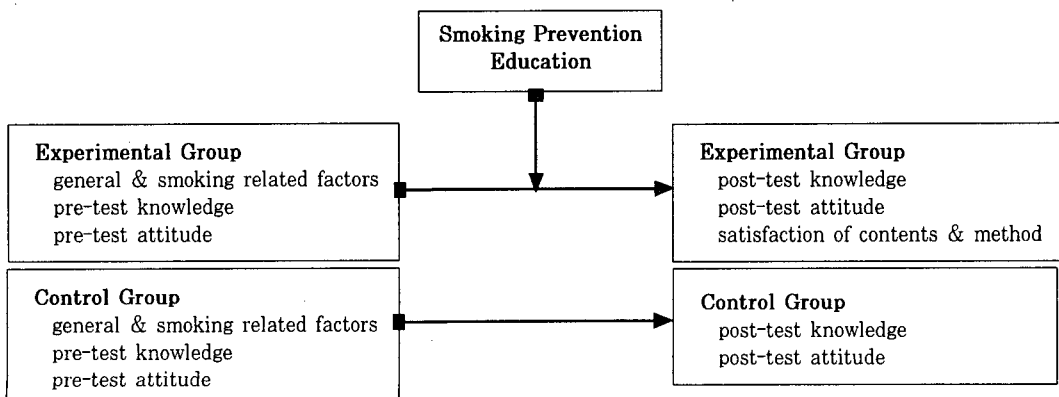 Smoking Prevention
Education
Experimental Group
general & smoking related factors
pre-test knowledge
pre-test attitude
Experimental Group
post-test knowledge
post-test attitude
satisfaction of contents & method
Control Group
general & smoking related factors
pre-test knowledge
pre-test attitude
Control Group
post-test knowledge
post-test attitude